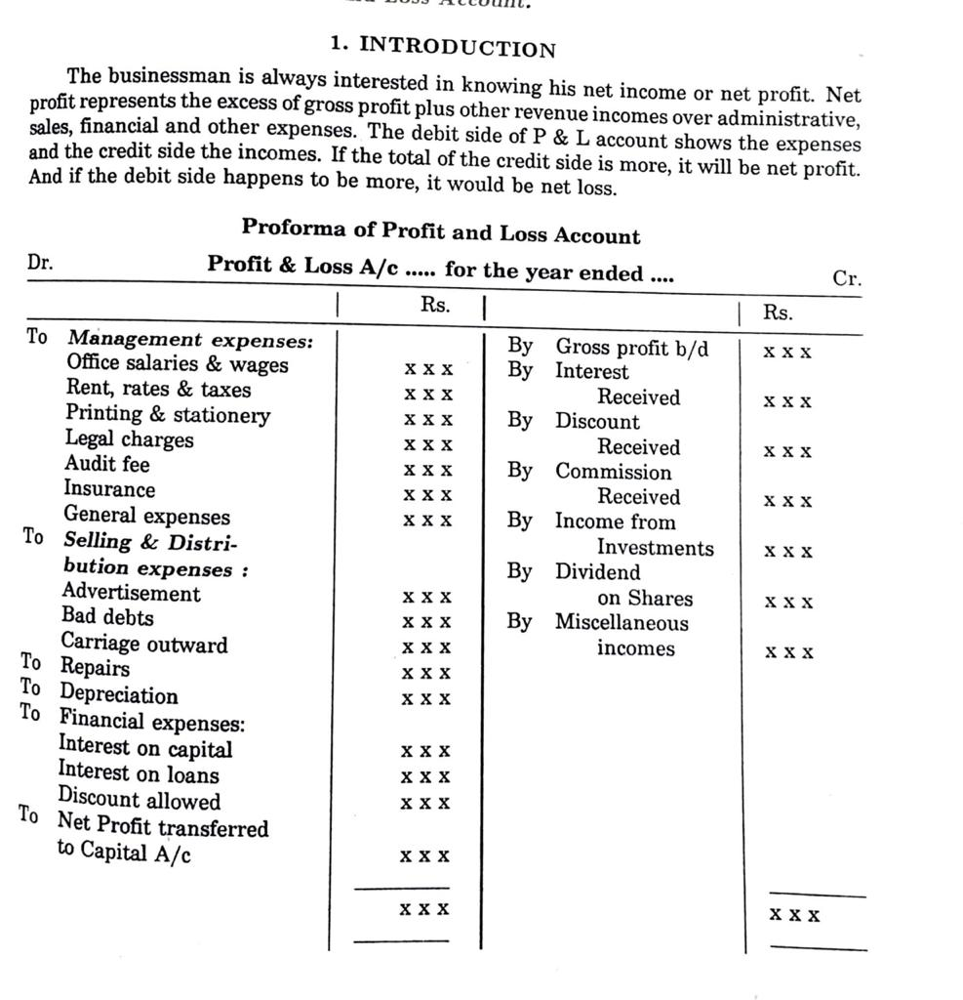 Loss Account.
1. INTRODUCTION
The businessman is always interested in knowing his net income or net profit. Net
profit represents the excess of gross profit plus other revenue incomes over administrative,
sales, financial and other expenses. The debit side of P & L account shows the expenses
and the credit side the incomes. If the total of the credit side is more, it will be net profit.
And if the debit side happens to be more, it would be net loss.
Proforma of Profit and Loss Account
Dr. Profit & Loss A/c ..... for the year ended .... Cr.
Rs. Rs.
To Management expenses: By Gross profit b/d x x x
Office salaries & wages x x x By Interest
Rent, rates & taxes x x x Received x x x
Printing & stationery x x x By Discount
Legal charges x x x Received x x x
Audit fee x x x By Commission
Insurance x x x Received x x x
General expenses x x x By Income from
To Selling & Distri- Investments x x x
bution expenses : By Dividend
Advertisement x x x on Shares x x x
Bad debts x x x By Miscellaneous
Carriage outward x x x incomes x x x
To Repairs x x x
To Depreciation x x x
To Financial expenses:
Interest on capital x x x
Interest on loans x x x
Discount allowed x x x
To Net Profit transferred
to Capital A/c x x x
x x x x x x